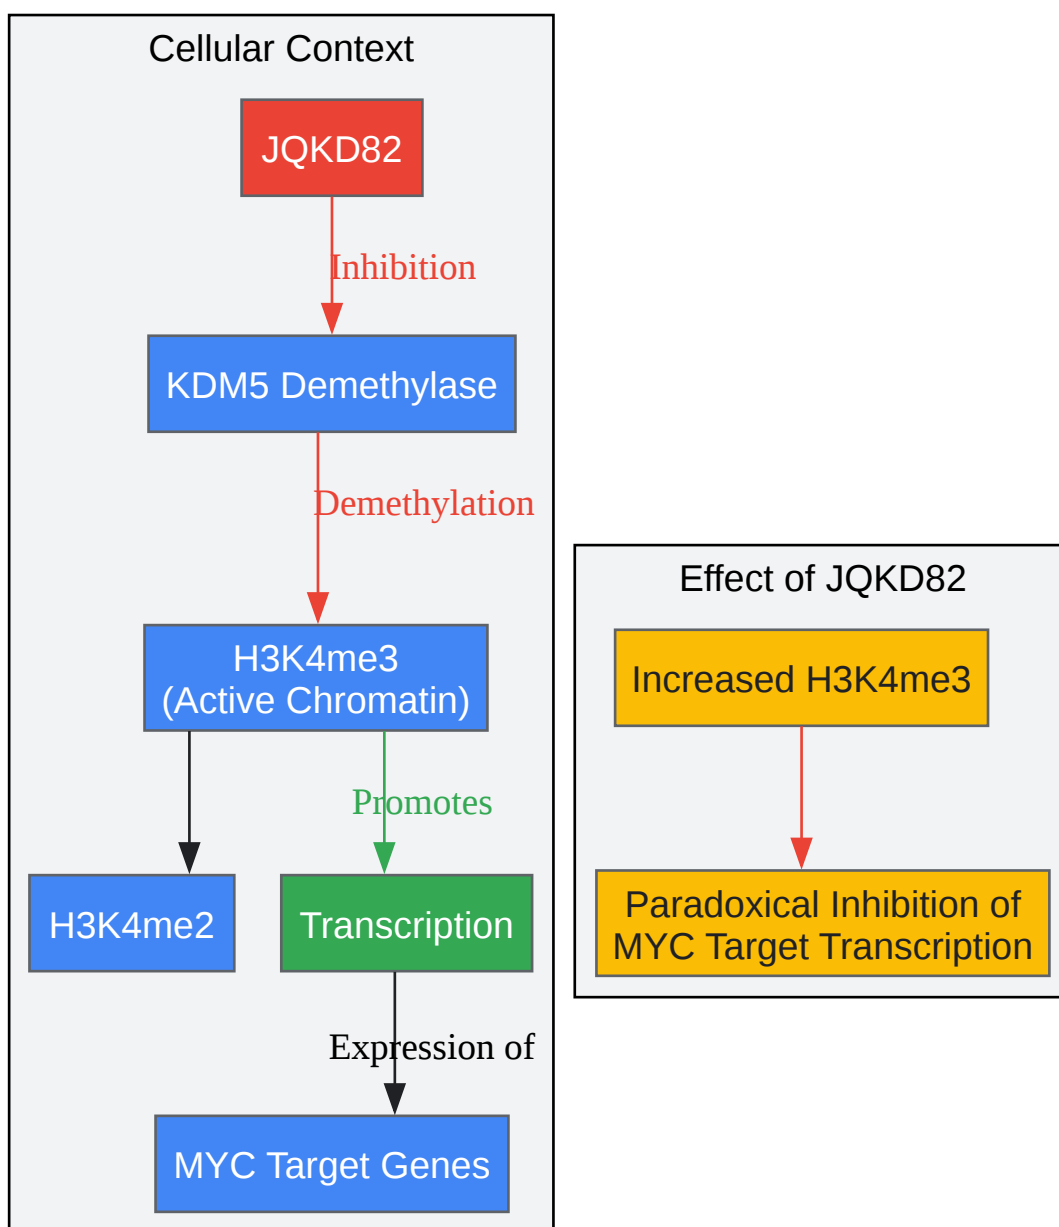 Cellular Context
JQKD82
Inhibition
KDM5 Demethylase
Demethylation
H3K4me3
(Active Chromatin)
Promotes
H3K4me2
Transcription
Expression of
MYC Target Genes
Effect of JQKD82
Increased H3K4me3
Paradoxical Inhibition of
MYC Target Transcription